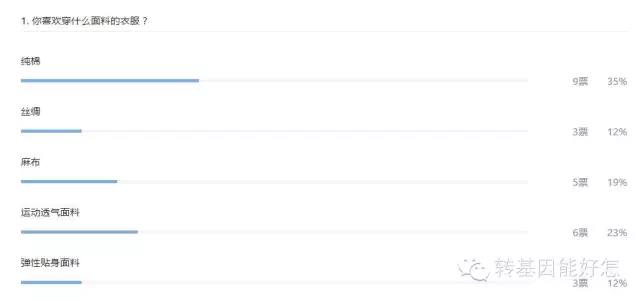 1. 你喜欢穿什么面料的衣服？
纯棉
9票 35%
丝绸
3票 12%
麻布
5票 19%
运动透气面料
6票 23%
弹性贴身面料
3票 12%
转基因能好怎